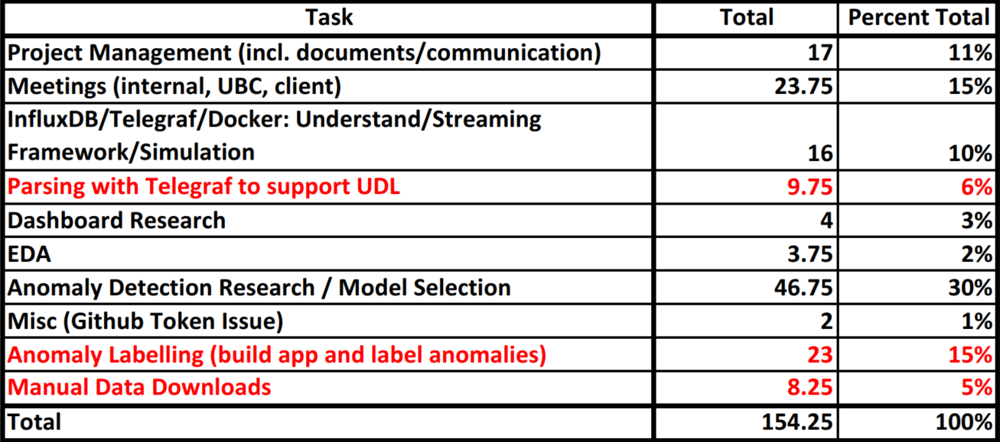 Task Total Percent Total
Project Management (incl. documents/communication) 17 11%
Meetings (internal, UBC, client) 23.75 15%
InfluxDB/Telegraf/Docker: Understand/Streaming
Framework/Simulation 16 10%
Parsing with Telegraf to support UDL 9.75 6%
Dashboard Research 4 3%
EDA 3.75 2%
Anomaly Detection Research / Model Selection 46.75 30%
Misc (Github Token Issue) 2 1%
Anomaly Labelling (build app and label anomalies) 23 15%
Manual Data Downloads 8.25 5%
Total 154.25 100%